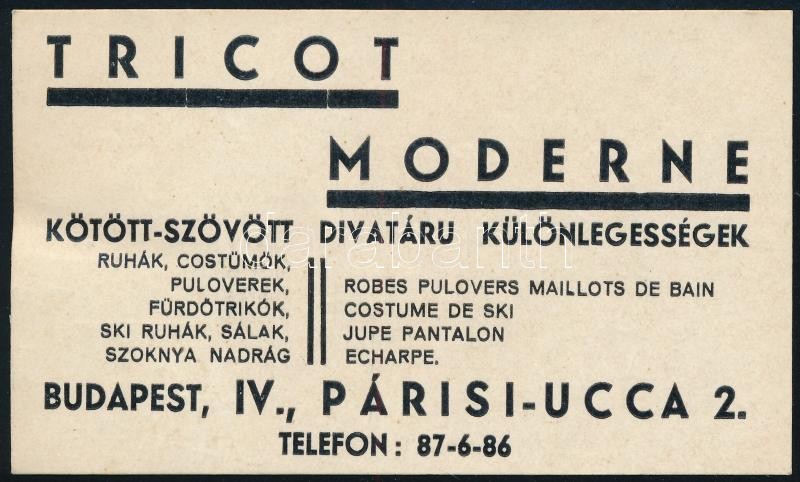 TRICOT
MODERNE
KÖTÖTT-SZÖVÖTT DIVATÁRU KÜLÖNLEGESSÉGEK
RUHÁK, COSTÜMÖK,
PULOVEREK,
FÜRDŐTRIKÓK,
SKI RUHÁK, SÁLAK,
SZOKNYA NADRÁG
ROBES PULOVERS MAILLOTS DE BAIN
COSTUME DE SKI
JUPE PANTALON
ECHARPE.
BUDAPEST, IV., PÁRISI-UCCA 2.
TELEFON: 87-6-86
darabanth